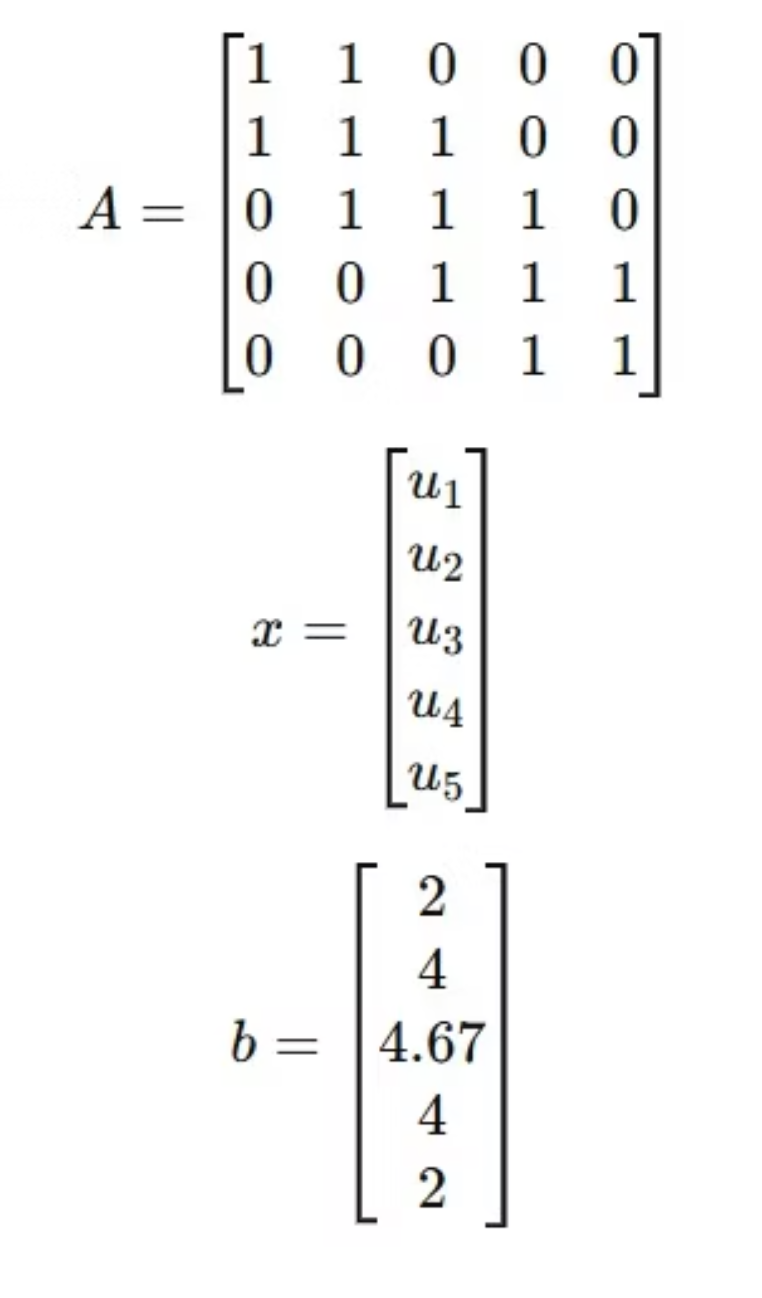 A = [1 1 0 0 0
1 1 1 0 0
0 1 1 1 0
0 0 1 1 1
0 0 0 1 1]
x = [u₁
u₂
u₃
u₄
u₅]
b = [2
4
4.67
4
2]